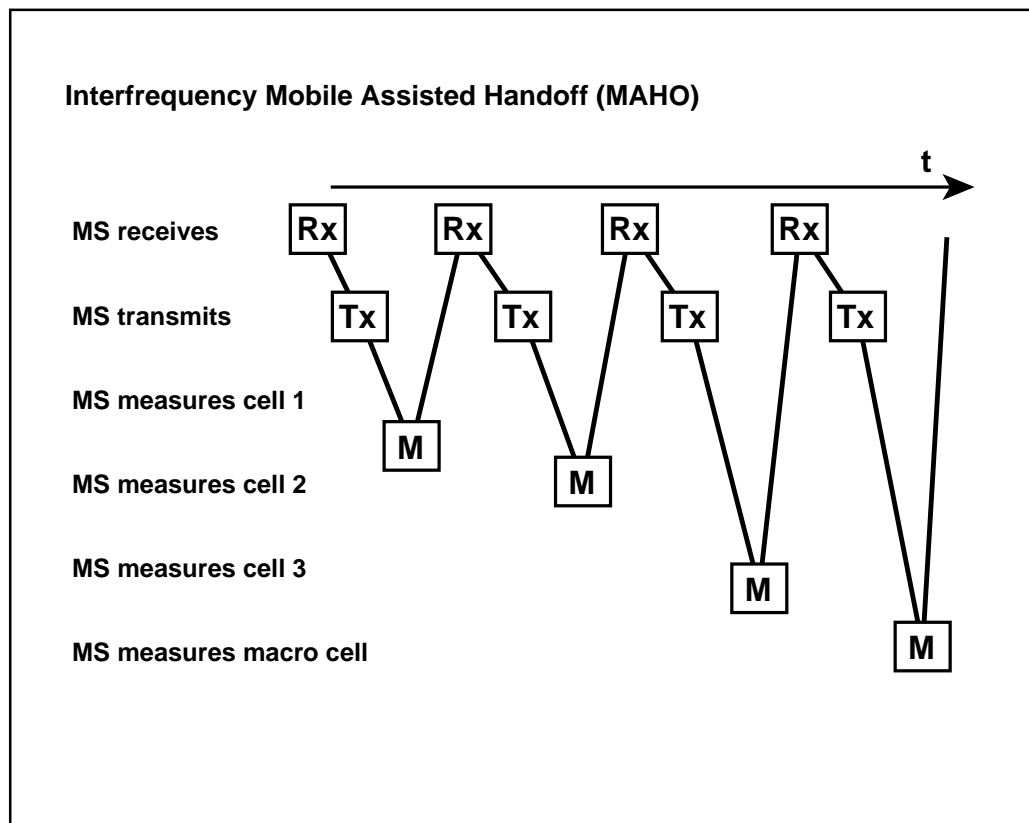 Interfrequency Mobile Assisted Handoff (MAHO)
t
MS receives Rx Rx Rx Rx
MS transmits Tx Tx Tx Tx
MS measures cell 1
M
MS measures cell 2 M
MS measures cell 3
M
MS measures macro cell M